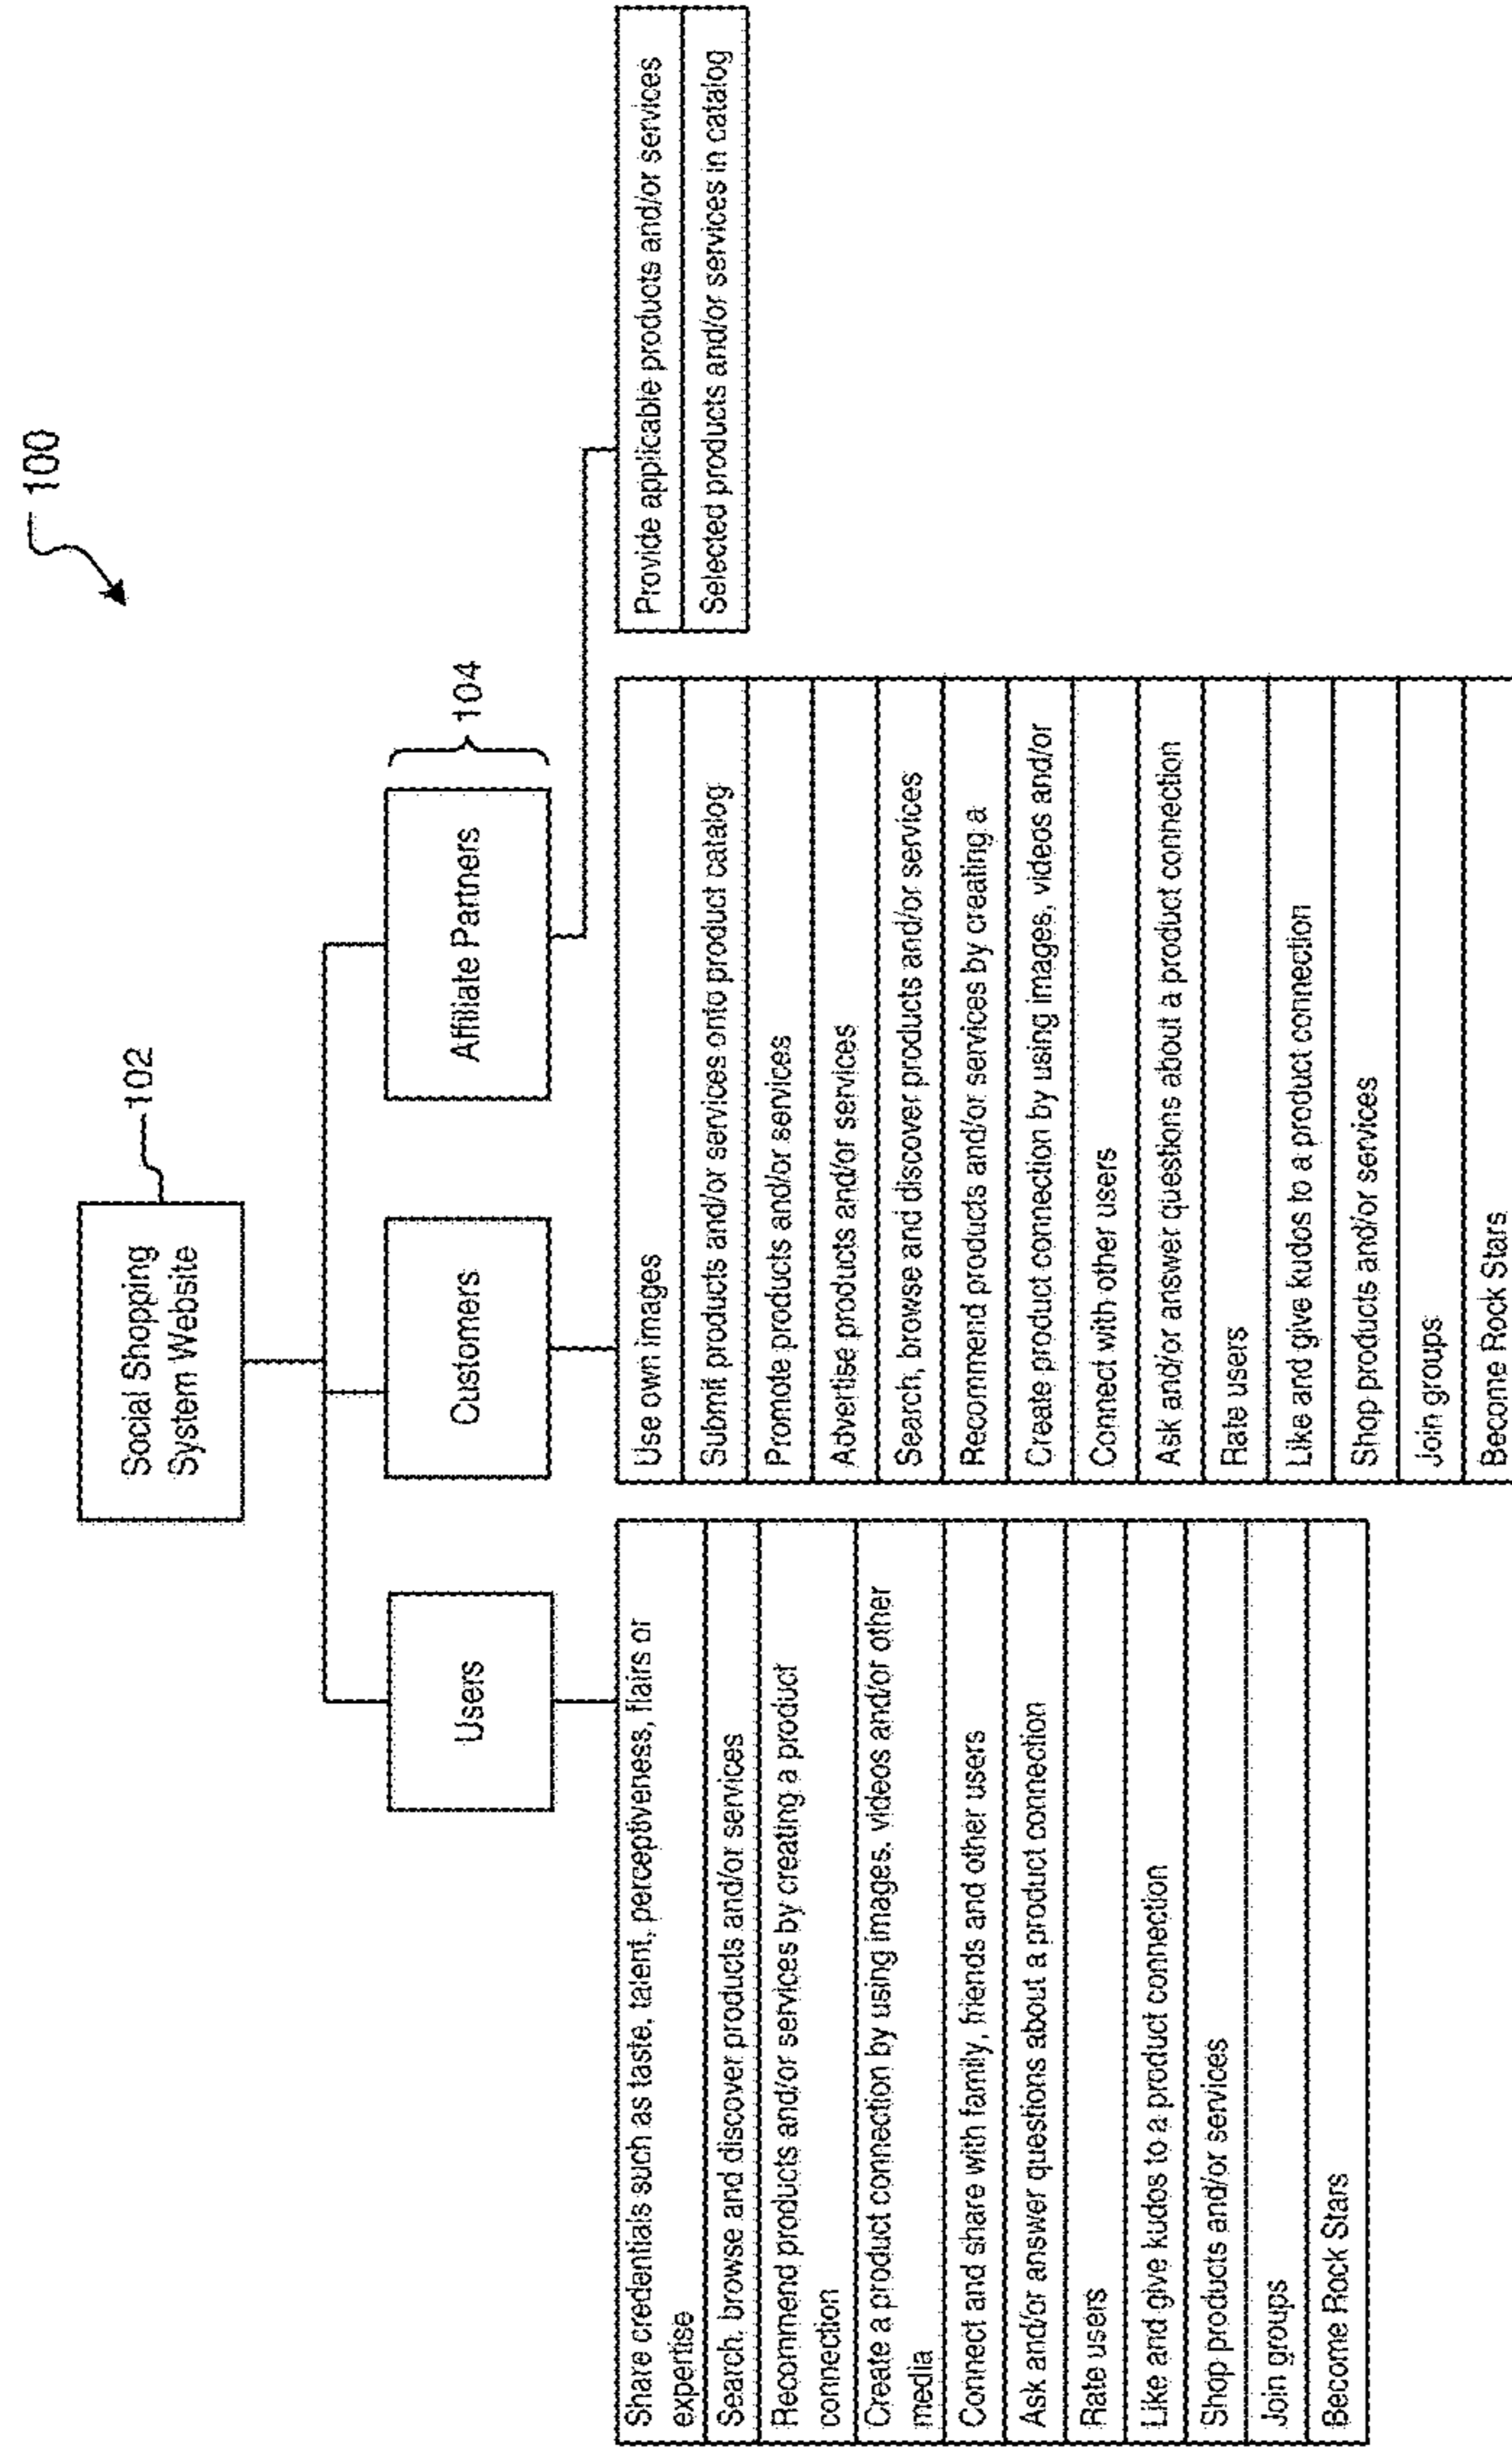 100
Social Shopping
System Website
102
Users
Customers
Affiliate Partners
104
Share credentials such as taste, talent, perceptiveness, flairs or
expertise
Search, browse and discover products and/or services
Recommend products and/or services by creating a product
connection
Create a product connection by using images, videos and/or other
media
Connect and share with family, friends and other users
Ask and/or answer questions about a product connection
Rate users
Like and give kudos to a product connection
Shop products and/or services
Join groups
Become Rock Stars
Use own images
Submit products and/or services onto product catalog
Promote products and/or services
Advertise products and/or services
Search, browse and discover products and/or services
Recommend products and/or services by creating a
Create product connection by using images, videos and/or
Connect with other users
Ask and/or answer questions about a product connection
Rate users
Like and give kudos to a product connection
Shop products and/or services
Join groups
Become Rock Stars
Provide applicable products and/or services
Selected products and/or services in catalog